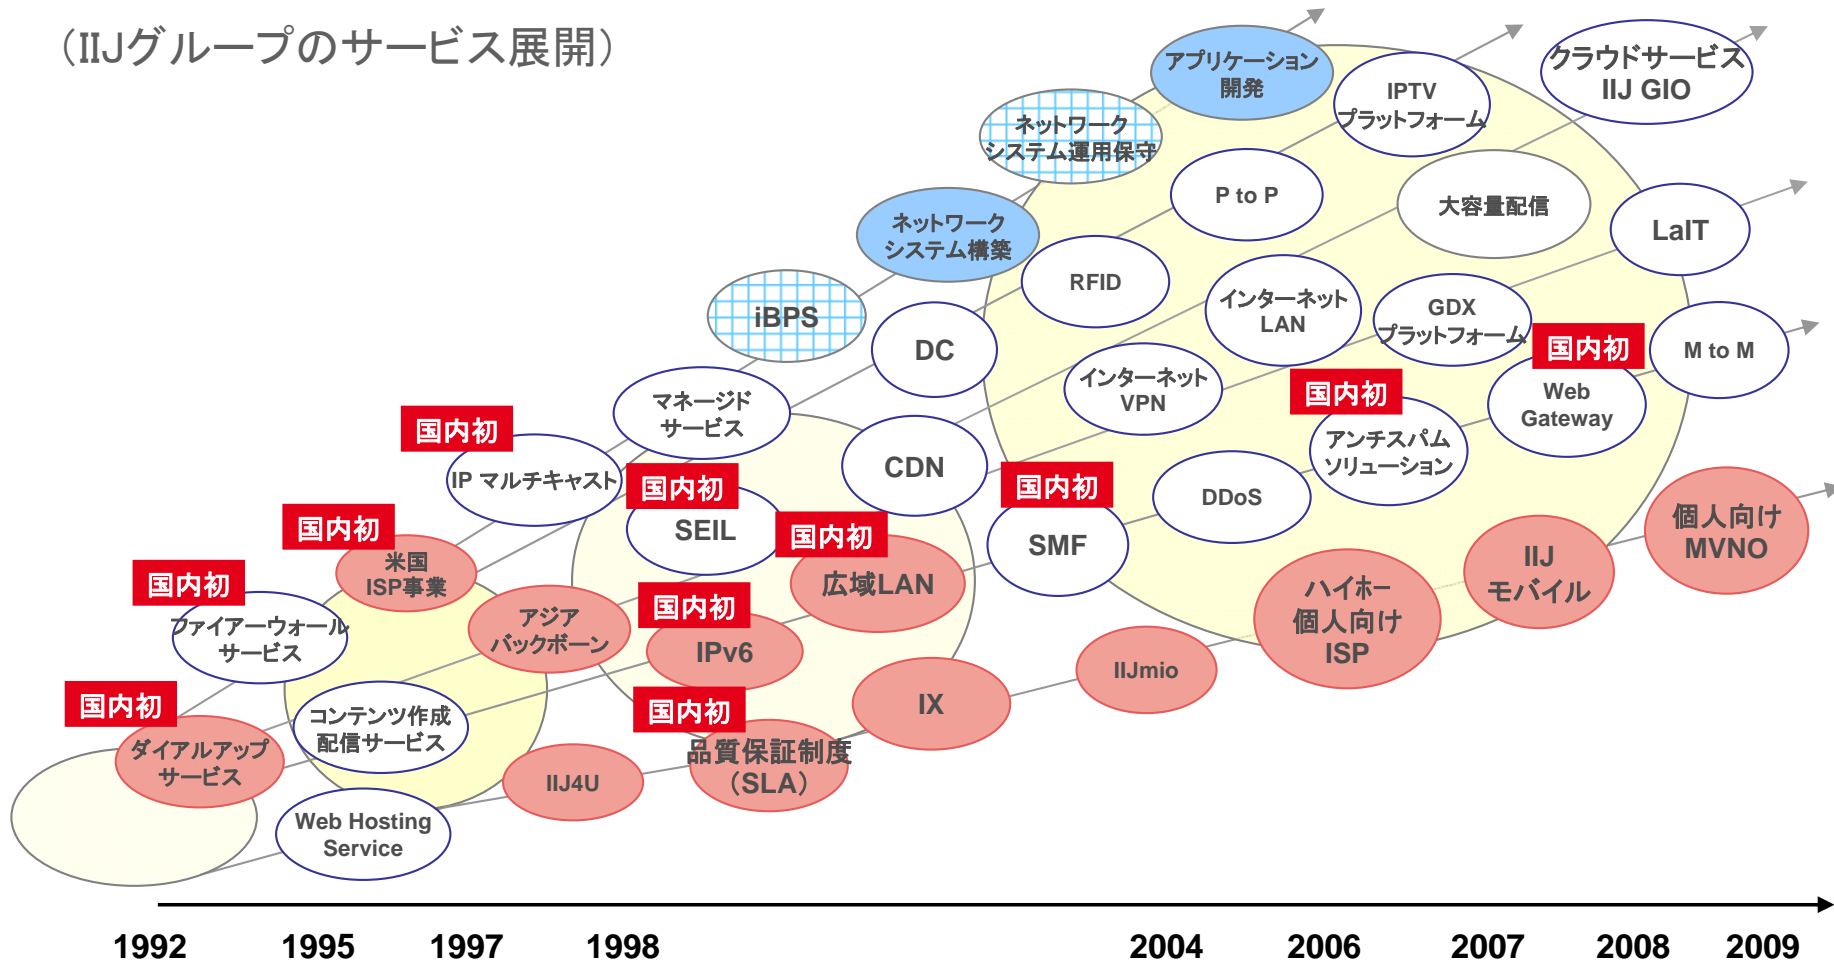 （IIJグループのサービス展開）
アプリケーション
開発
IPTV
プラットフォーム
クラウドサービス
IIJ GIO
ネットワーク
システム運用保守
P to P
大容量配信
LaIT
ネットワーク
システム構築
RFID
インターネット
LAN
GDX
プラットフォーム
国内初
M to M
iBPS
DC
インターネット
VPN
国内初
Web
Gateway
マネージド
サービス
国内初
IP マルチキャスト
CDN
アンチスパム
ソリューション
国内初
SEIL
国内初
SMF
DDoS
個人向け
MVNO
国内初
米国
ISP事業
国内初
広域LAN
IIJ
モバイル
国内初
ファイアーウォール
サービス
アジア
バックボーン
国内初
IPv6
ハイホー
個人向け
ISP
IIJmio
国内初
ダイアルアップ
サービス
コンテンツ作成
配信サービス
国内初
品質保証制度
（SLA）
IX
IIJ4U
Web Hosting
Service
1992
1995
1997
1998
2004
2006
2007
2008
2009